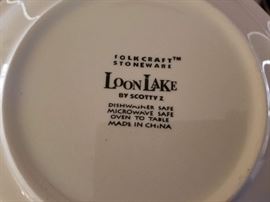 FOLKCRAFT™
STONEWARE
LOON LAKE
BY SCOTTY Z
DISHWASHER SAFE
MICROWAVE SAFE
OVEN TO TABLE
MADE IN CHINA